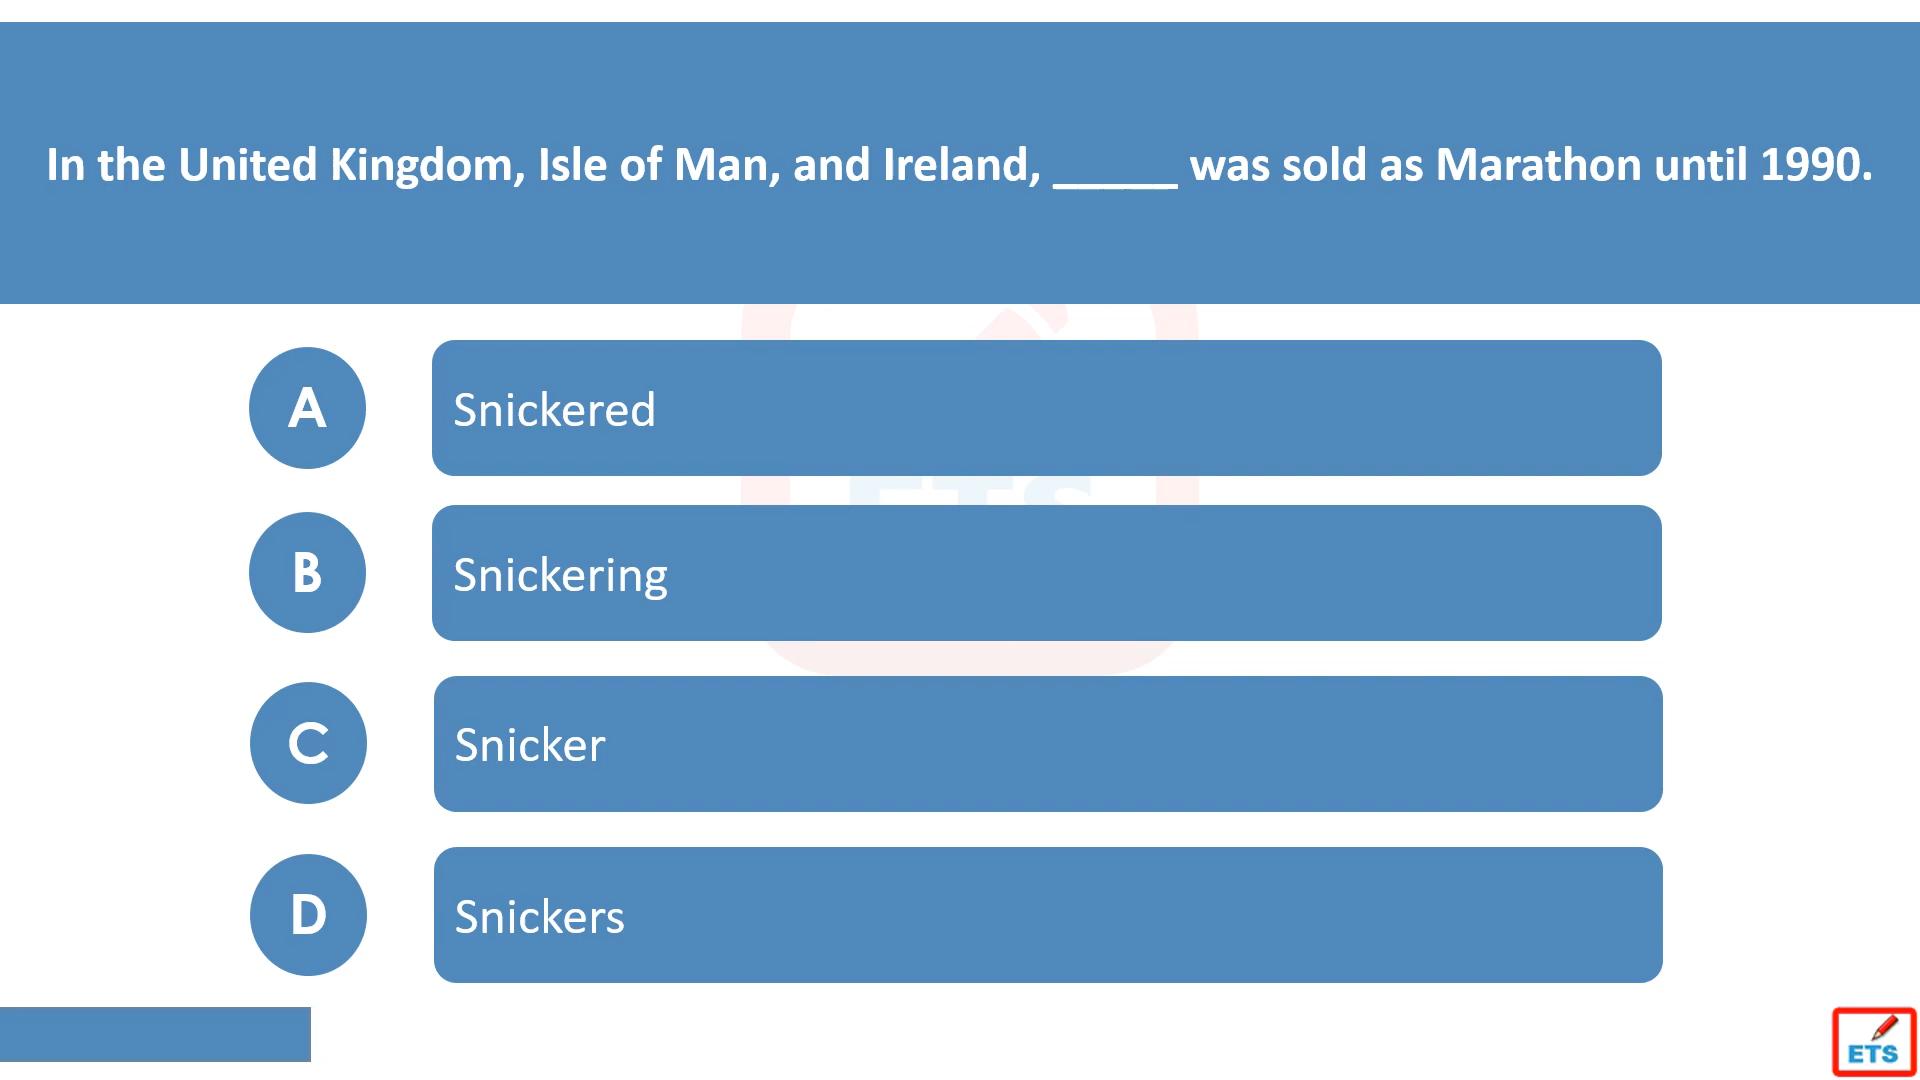 In the United Kingdom, Isle of Man, and Ireland, _____ was sold as Marathon until 1990.
A
Snickered
ETS
B
Snickering
C
Snicker
D
Snickers
ETS